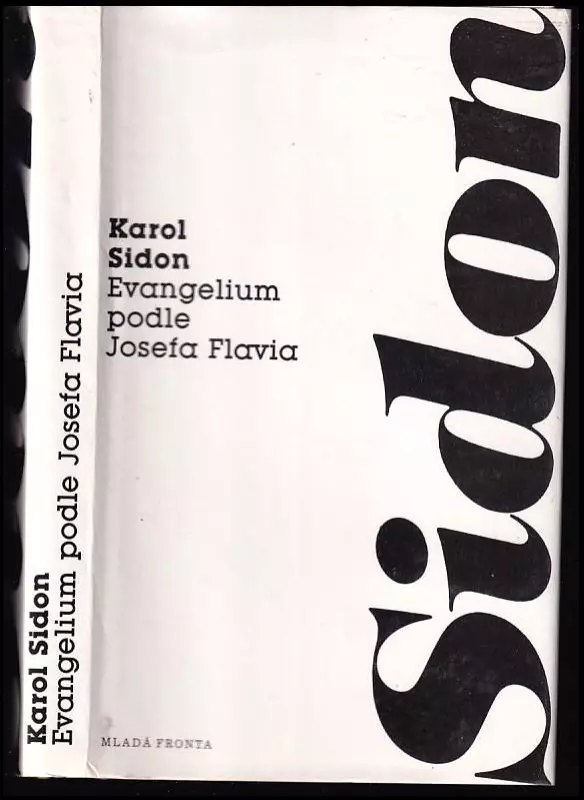 Karol Sidon
Evangelium podle Josefa Flavia
Karol
Sidon
Evangelium
podle
Josefa Flavia
MLADÁ FRONTA
Sidon